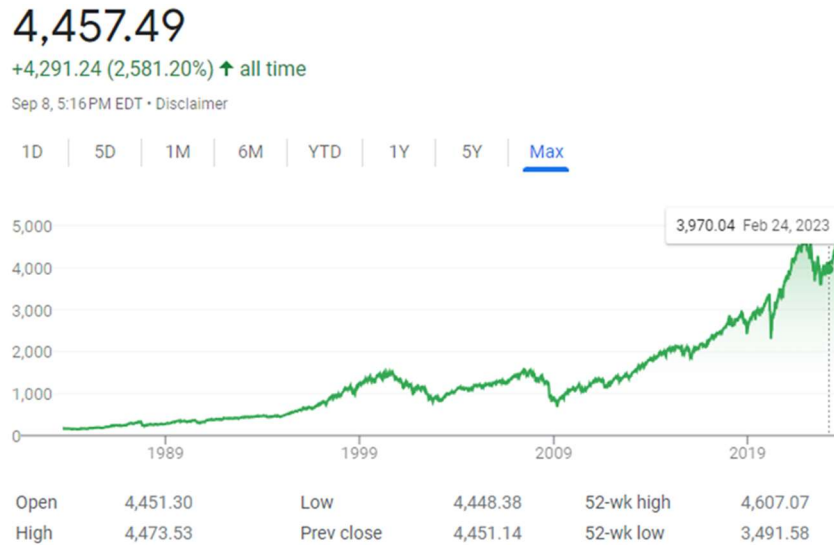 4,457.49
+4,291.24 (2,581.20%) ↑ all time
Sep 8, 5:16 PM EDT • Disclaimer
1D 5D 1M 6M YTD 1Y 5Y Max
3,970.04 Feb 24, 2023
5,000
4,000
3,000
2,000
1,000
0
1989 1999 2009 2019
Open 4,451.30 Low 4,448.38 52-wk high 4,607.07
High 4,473.53 Prev close 4,451.14 52-wk low 3,491.58